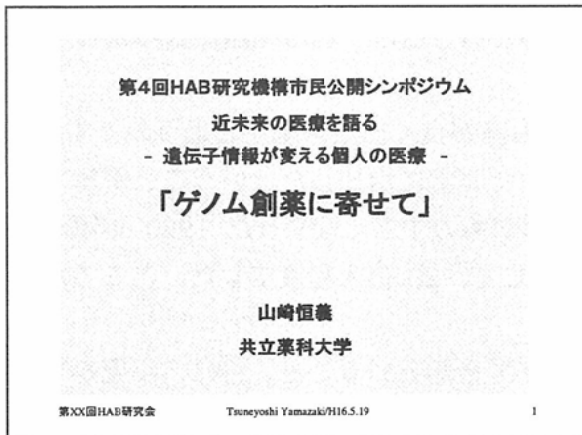 第4回HAB研究機構市民公開シンポジウム
近未来の医療を語る
- 遺伝子情報が変える個人の医療 -
「ゲノム創薬に寄せて」
山崎恒義
共立薬科大学
第XX回HAB研究会 Tsuneyoshi Yamazaki/H16.5.19 1